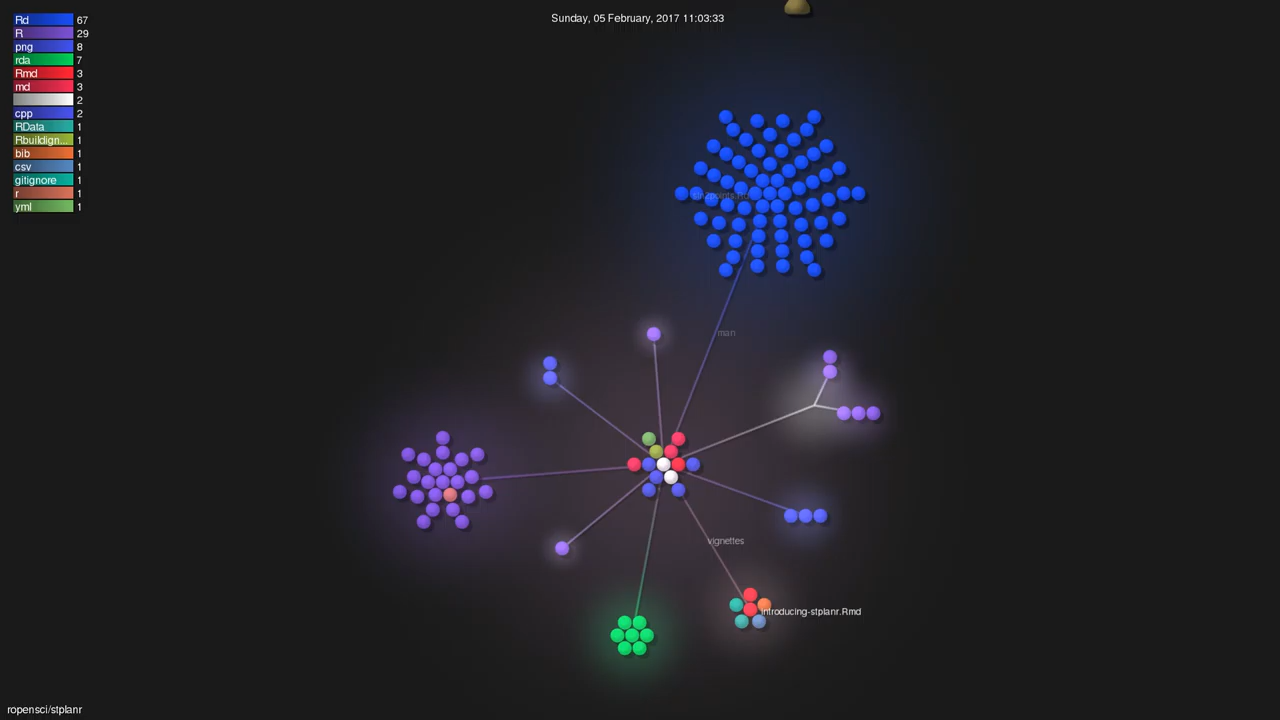 Sunday, 05 February, 2017 11:03:33
Rd 67
R 29
png 8
rda 7
Rmd 3
md 3
2
cpp 2
RData 1
Rbuildign... 1
bib 1
csv 1
gitignore 1
r 1
yml 1
man
vignettes
introducing-stplanr.Rmd
ropensci/stplanr